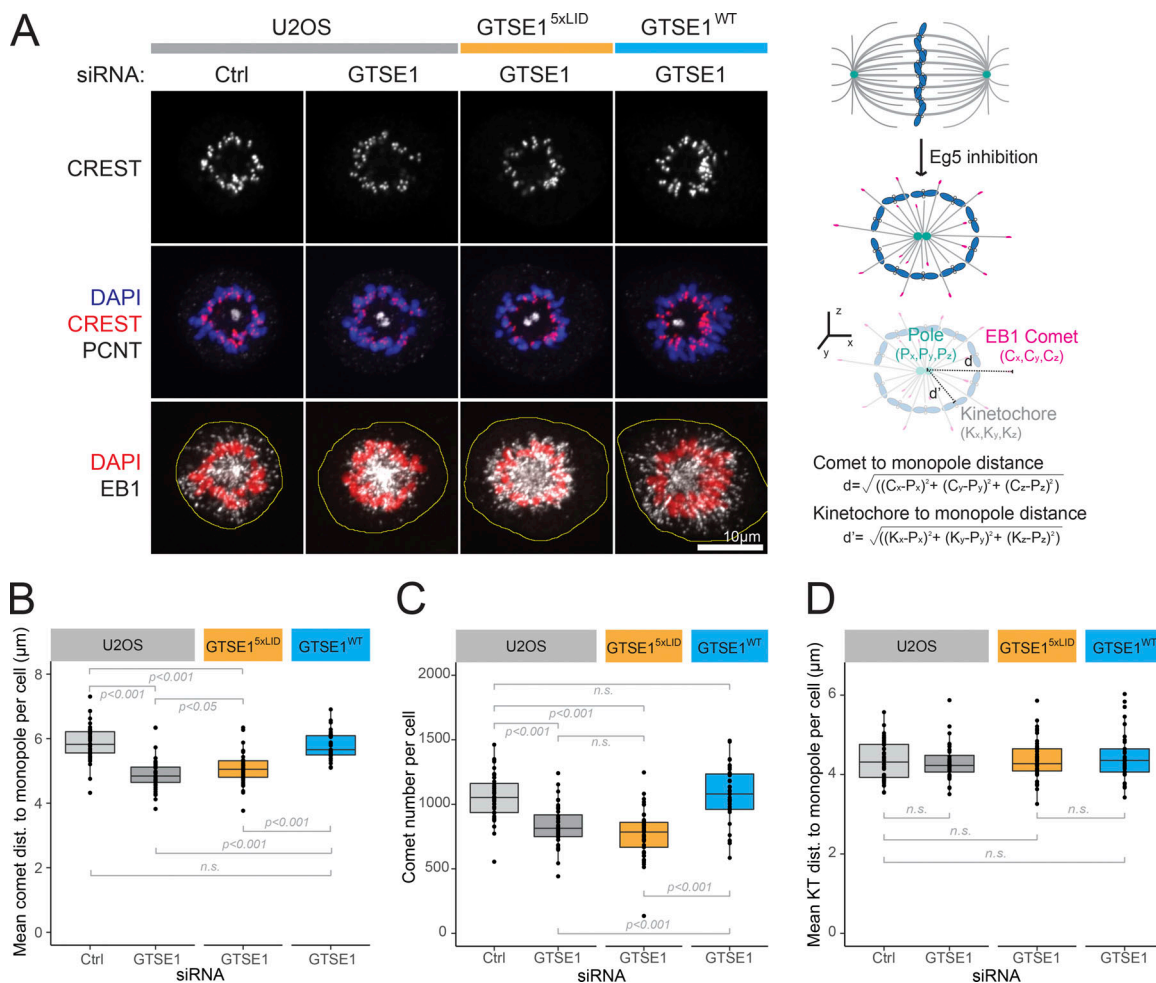 A
U2OS
GTSE1^5xLID
GTSE1^WT
siRNA:
Ctrl
GTSE1
GTSE1
GTSE1
CREST
DAPI
CREST
PCNT
DAPI
EB1
10µm
Eg5 inhibition
z
x
y
Pole
(Px,Py,Pz)
EB1 Comet
(Cx,Cy,Cz)
d
d'
Kinetochore
(Kx,Ky,Kz)
Comet to monopole distance
d=√((Cx-Px)²+ (Cy-Py)²+ (Cz-Pz)²)
Kinetochore to monopole distance
d'= √((Kx-Px)²+ (Ky-Py)²+ (Kz-Pz)²)
B
U2OS
GTSE1^5xLID
GTSE1^WT
Mean comet dist. to monopole per cell (µm)
8
6
4
2
0
p<0.001
p<0.001
p<0.05
p<0.001
p<0.001
n.s.
Ctrl
GTSE1
GTSE1
GTSE1
siRNA
C
U2OS
GTSE1^5xLID
GTSE1^WT
Comet number per cell
2000
1500
1000
500
0
n.s.
p<0.001
p<0.001
n.s.
p<0.001
p<0.001
Ctrl
GTSE1
GTSE1
GTSE1
siRNA
D
U2OS
GTSE1^5xLID
GTSE1^WT
Mean KT dist. to monopole per cell (µm)
6
4
2
0
n.s.
n.s.
n.s.
n.s.
Ctrl
GTSE1
GTSE1
GTSE1
siRNA